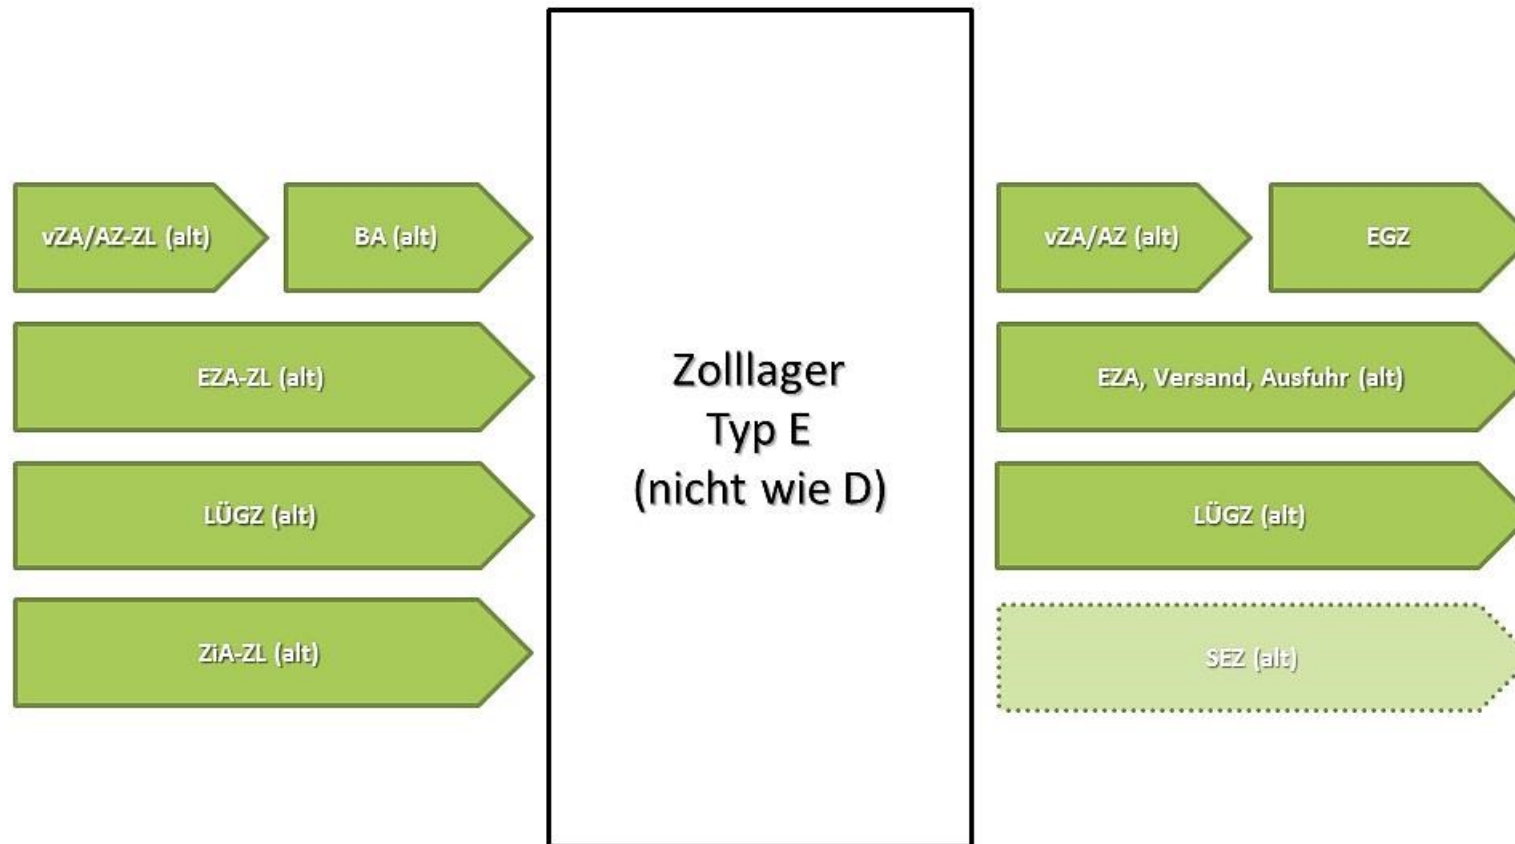 vZA/AZ-ZL (alt)
BA (alt)
EZA-ZL (alt)
LÜGZ (alt)
ZiA-ZL (alt)
Zolllager
Typ E
(nicht wie D)
vZA/AZ (alt)
EGZ
EZA, Versand, Ausfuhr (alt)
LÜGZ (alt)
SEZ (alt)